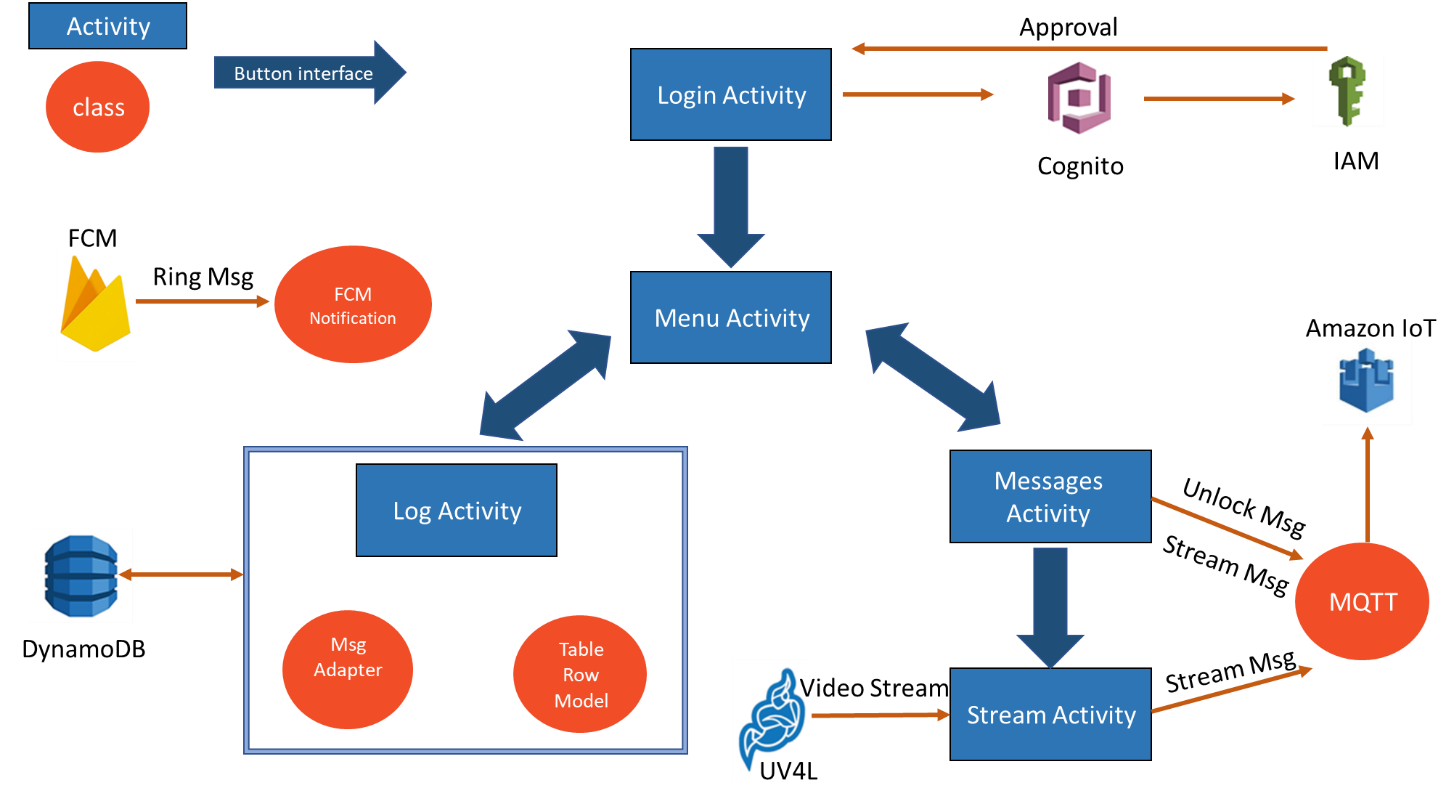 Activity
Button interface
class
Login Activity
Approval
Cognito
IAM
FCM
Ring Msg
FCM
Notification
Menu Activity
Amazon IoT
Log Activity
Messages
Activity
Unlock Msg
Stream Msg
MQTT
DynamoDB
Msg
Adapter
Table
Row
Model
Video Stream
UV4L
Stream Activity
Stream Msg